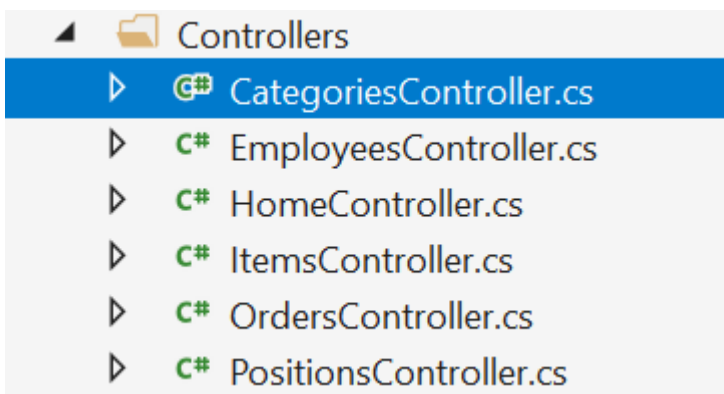 Controllers
C# CategoriesController.cs
C# EmployeesController.cs
C# HomeController.cs
C# ItemsController.cs
C# OrdersController.cs
C# PositionsController.cs